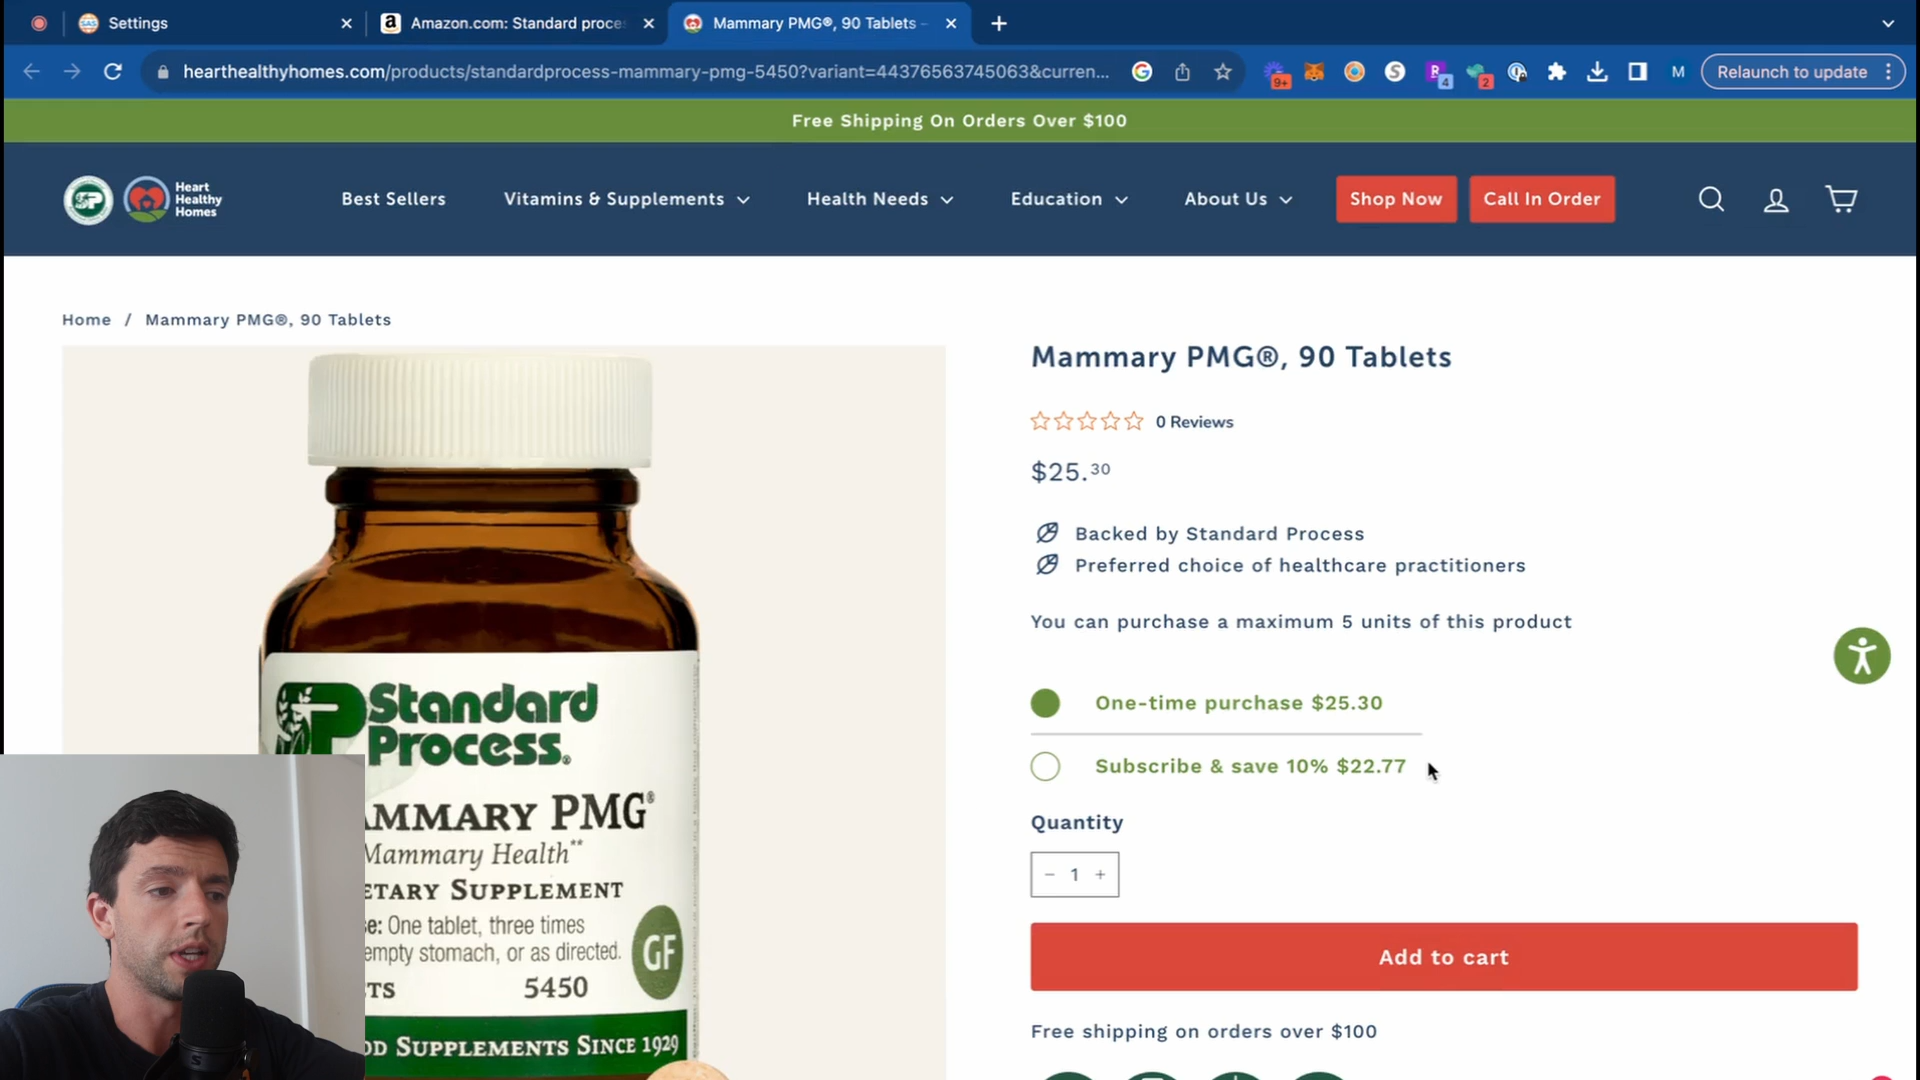 Settings
Amazon.com: Standard proce
Mammary PMG®, 90 Tablets -
hearthealthyhomes.com/products/standardprocess-mammary-pmg-5450?variant=44376563745063&curren...
9+
4
2
M
Relaunch to update
Free Shipping On Orders Over $100
SP
Heart
Healthy
Homes
Best Sellers
Vitamins & Supplements
Health Needs
Education
About Us
Shop Now
Call In Order
Home / Mammary PMG®, 90 Tablets
Mammary PMG®, 90 Tablets
0 Reviews
$25.30
Backed by Standard Process
Preferred choice of healthcare practitioners
You can purchase a maximum 5 units of this product
One-time purchase $25.30
Subscribe & save 10% $22.77
Quantity
− 1 +
Add to cart
Free shipping on orders over $100
Standard
Process®
AMMARY PMG®
Mammary Health**
ETARY SUPPLEMENT
se: One tablet, three times
empty stomach, or as directed.
GF
TS 5450
OD SUPPLEMENTS SINCE 1929